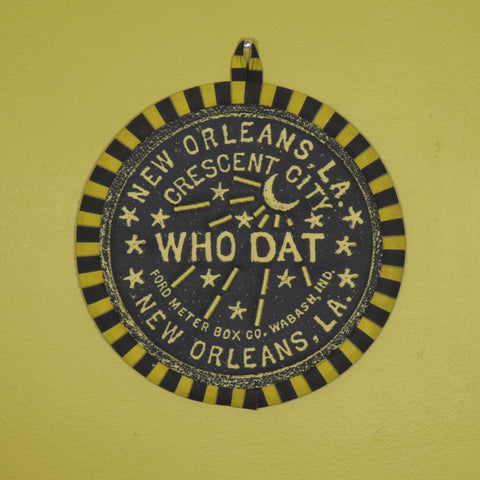 NEW ORLEANS, LA.
CRESCENT CITY
WHO DAT
FORD METER BOX CO. WABASH, IND.
NEW ORLEANS, LA.